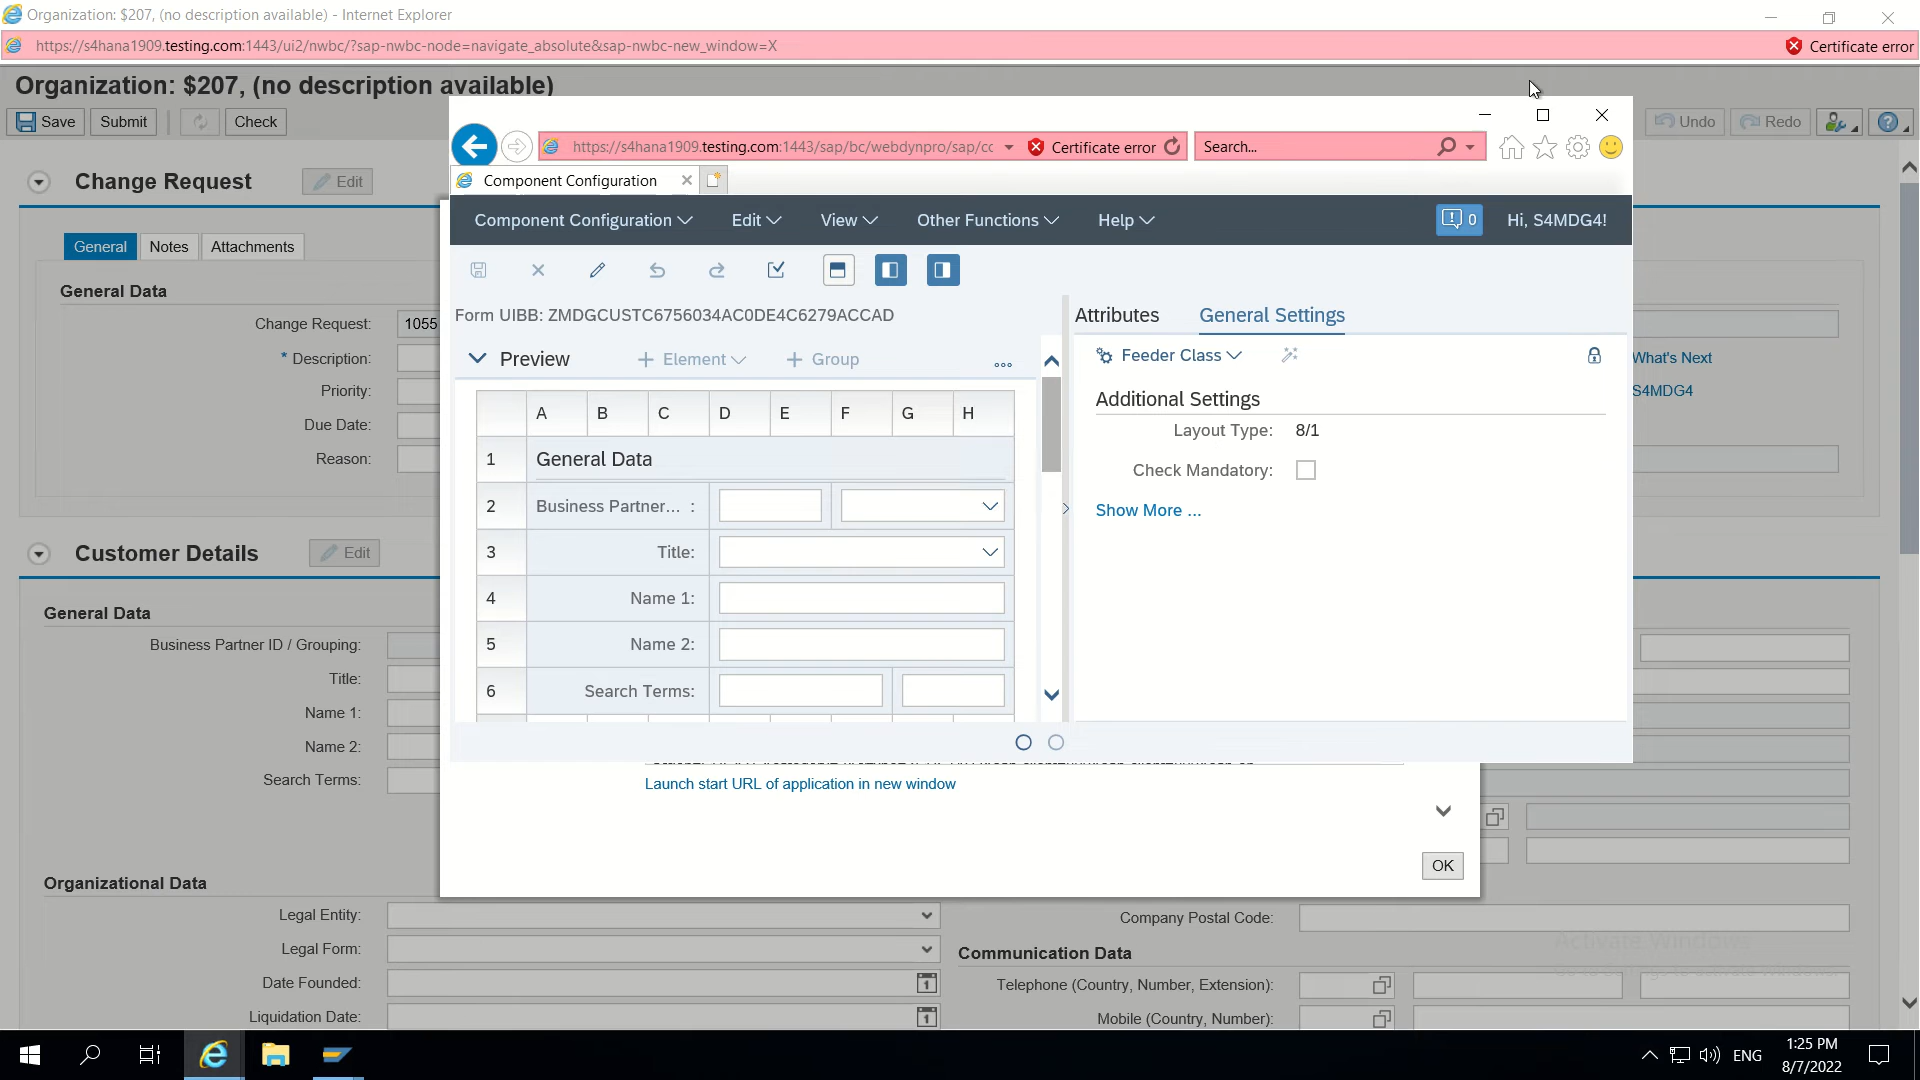 Organization: $207, (no description available) - Internet Explorer
https://s4hana1909.testing.com:1443/ui2/nwbc/?sap-nwbc-node=navigate_absolute&sap-nwbc-new_window=X
Certificate error
Organization: $207, (no description available)
Save
Submit
Check
Undo
Redo
https://s4hana1909.testing.com:1443/sap/bc/webdynpro/sap/cc
Certificate error
Search...
Component Configuration
Component Configuration
Edit
View
Other Functions
Help
0
Hi, S4MDG4!
Form UIBB: ZMDGCUSTC6756034AC0DE4C6279ACCAD
Preview
Element
Group
...
A
B
C
D
E
F
G
H
1
General Data
2
Business Partner... :
3
Title:
4
Name 1:
5
Name 2:
6
Search Terms:
Attributes
General Settings
Feeder Class
Additional Settings
Layout Type:
8/1
Check Mandatory:
Show More ...
Launch start URL of application in new window
OK
Change Request
Edit
General
Notes
Attachments
General Data
Change Request:
1055
* Description:
Priority:
Due Date:
Reason:
What's Next
S4MDG4
Customer Details
Edit
General Data
Business Partner ID / Grouping:
Title:
Name 1:
Name 2:
Search Terms:
Organizational Data
Legal Entity:
Legal Form:
Date Founded:
1
Liquidation Date:
1
Company Postal Code:
Communication Data
Telephone (Country, Number, Extension):
Mobile (Country, Number):
Activate Windows
ENG
1:25 PM
8/7/2022